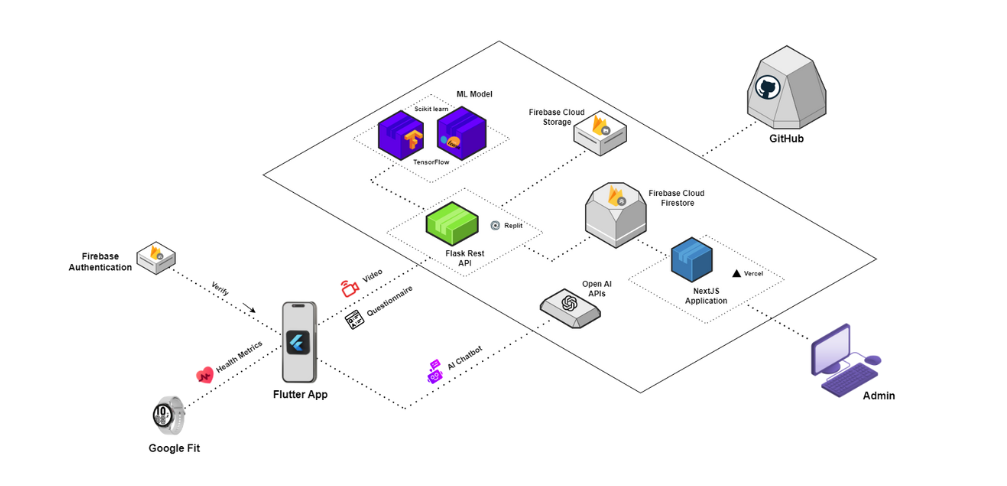 ML Model
Scikit learn
TensorFlow
Firebase Cloud
Storage
GitHub
Firebase Cloud
Firestore
Replit
Flask Rest
API
Firebase
Authentication
Verify
Video
Questionnaire
Open AI
APIs
Vercel
NextJS
Application
Health Metrics
AI Chatbot
Flutter App
Admin
Google Fit